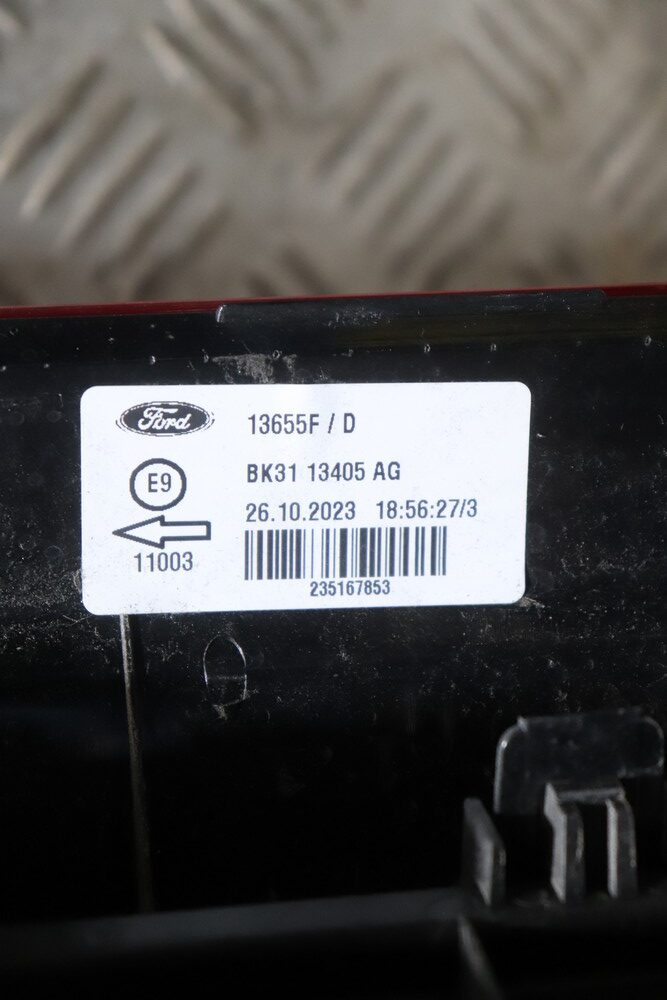 Ford
13655F / D
E9
BK31 13405 AG
26.10.2023 18:56:27/3
11003
235167853